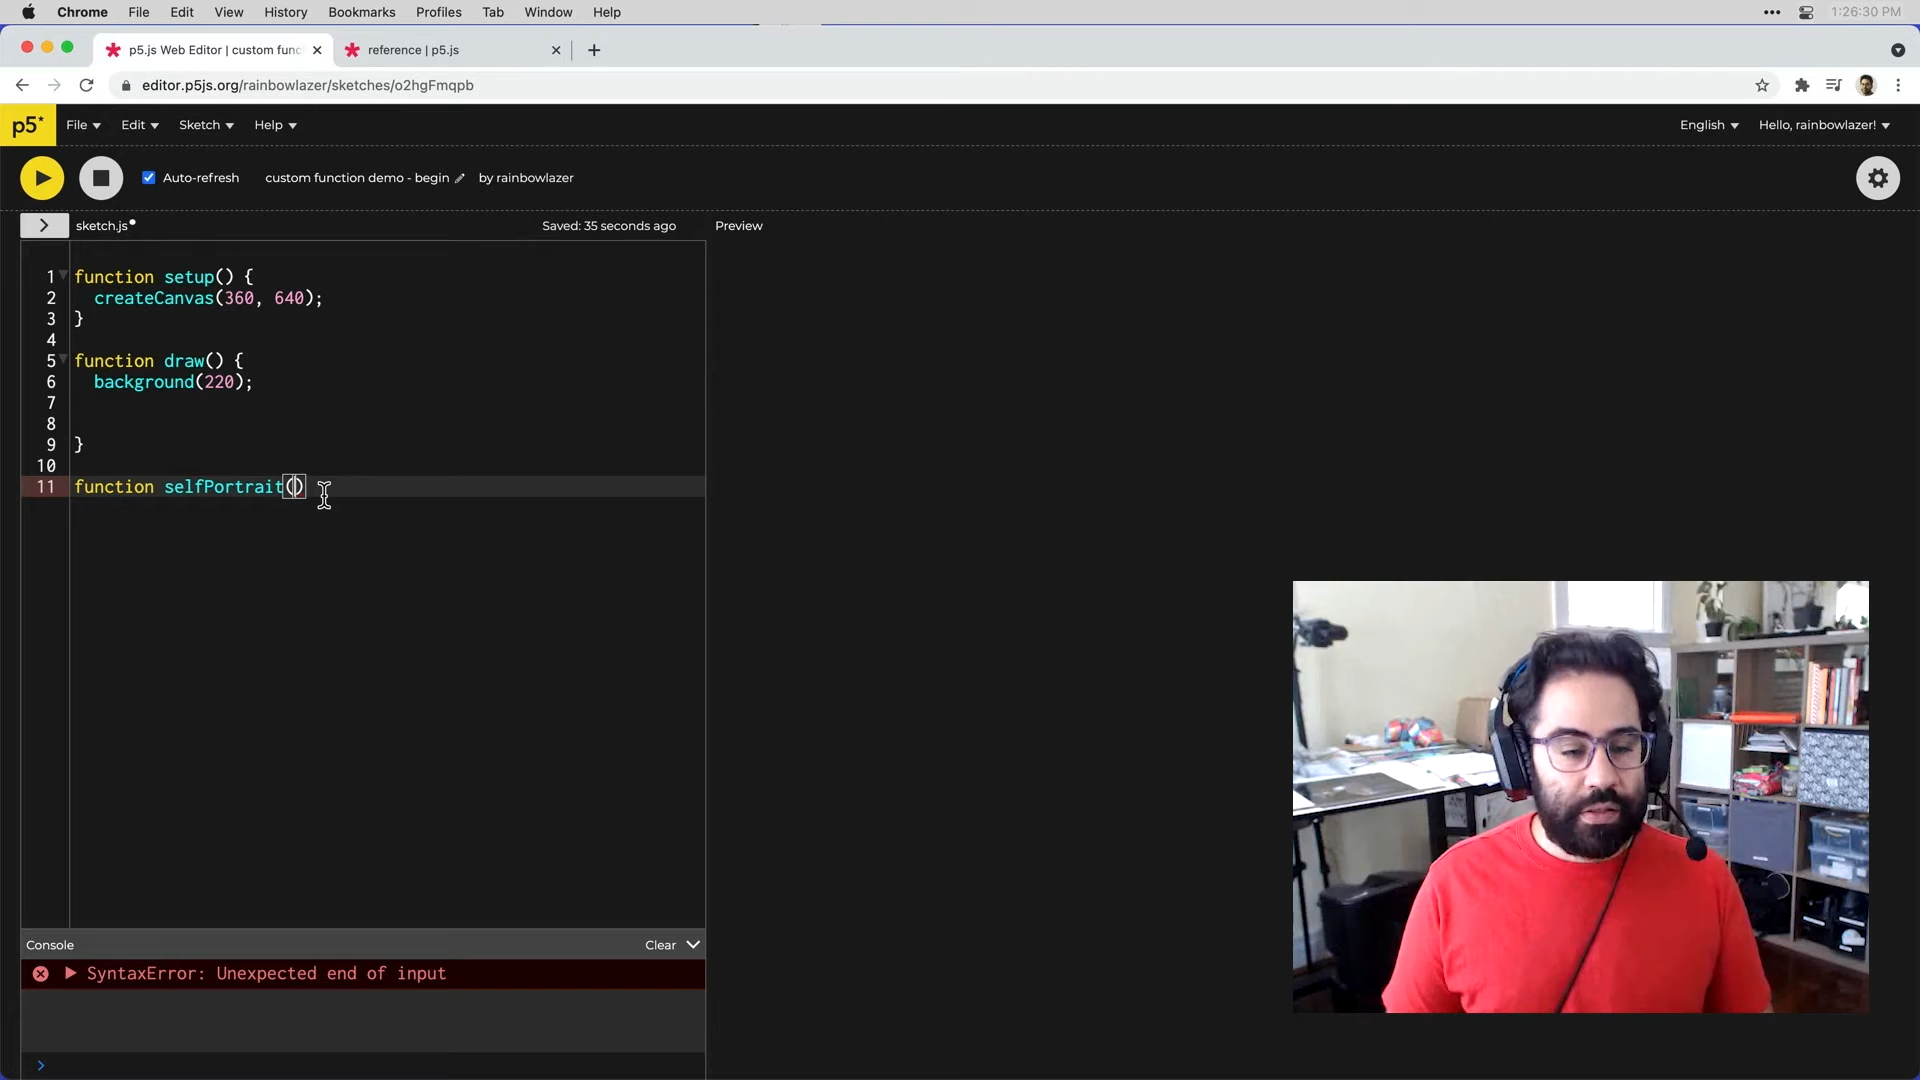 Chrome File Edit View History Bookmarks Profiles Tab Window Help 1:26:30 PM
p5.js Web Editor | custom func reference | p5.js
editor.p5js.org/rainbowlazer/sketches/o2hgFmqpb
p5* File Edit Sketch Help English Hello, rainbowlazer!
Auto-refresh custom function demo - begin by rainbowlazer
sketch.js Saved: 35 seconds ago Preview
1 function setup() {
2 createCanvas(360, 640);
3 }
4
5 function draw() {
6 background(220);
7
8
9 }
10
11 function selfPortrait()
Console Clear
SyntaxError: Unexpected end of input
>